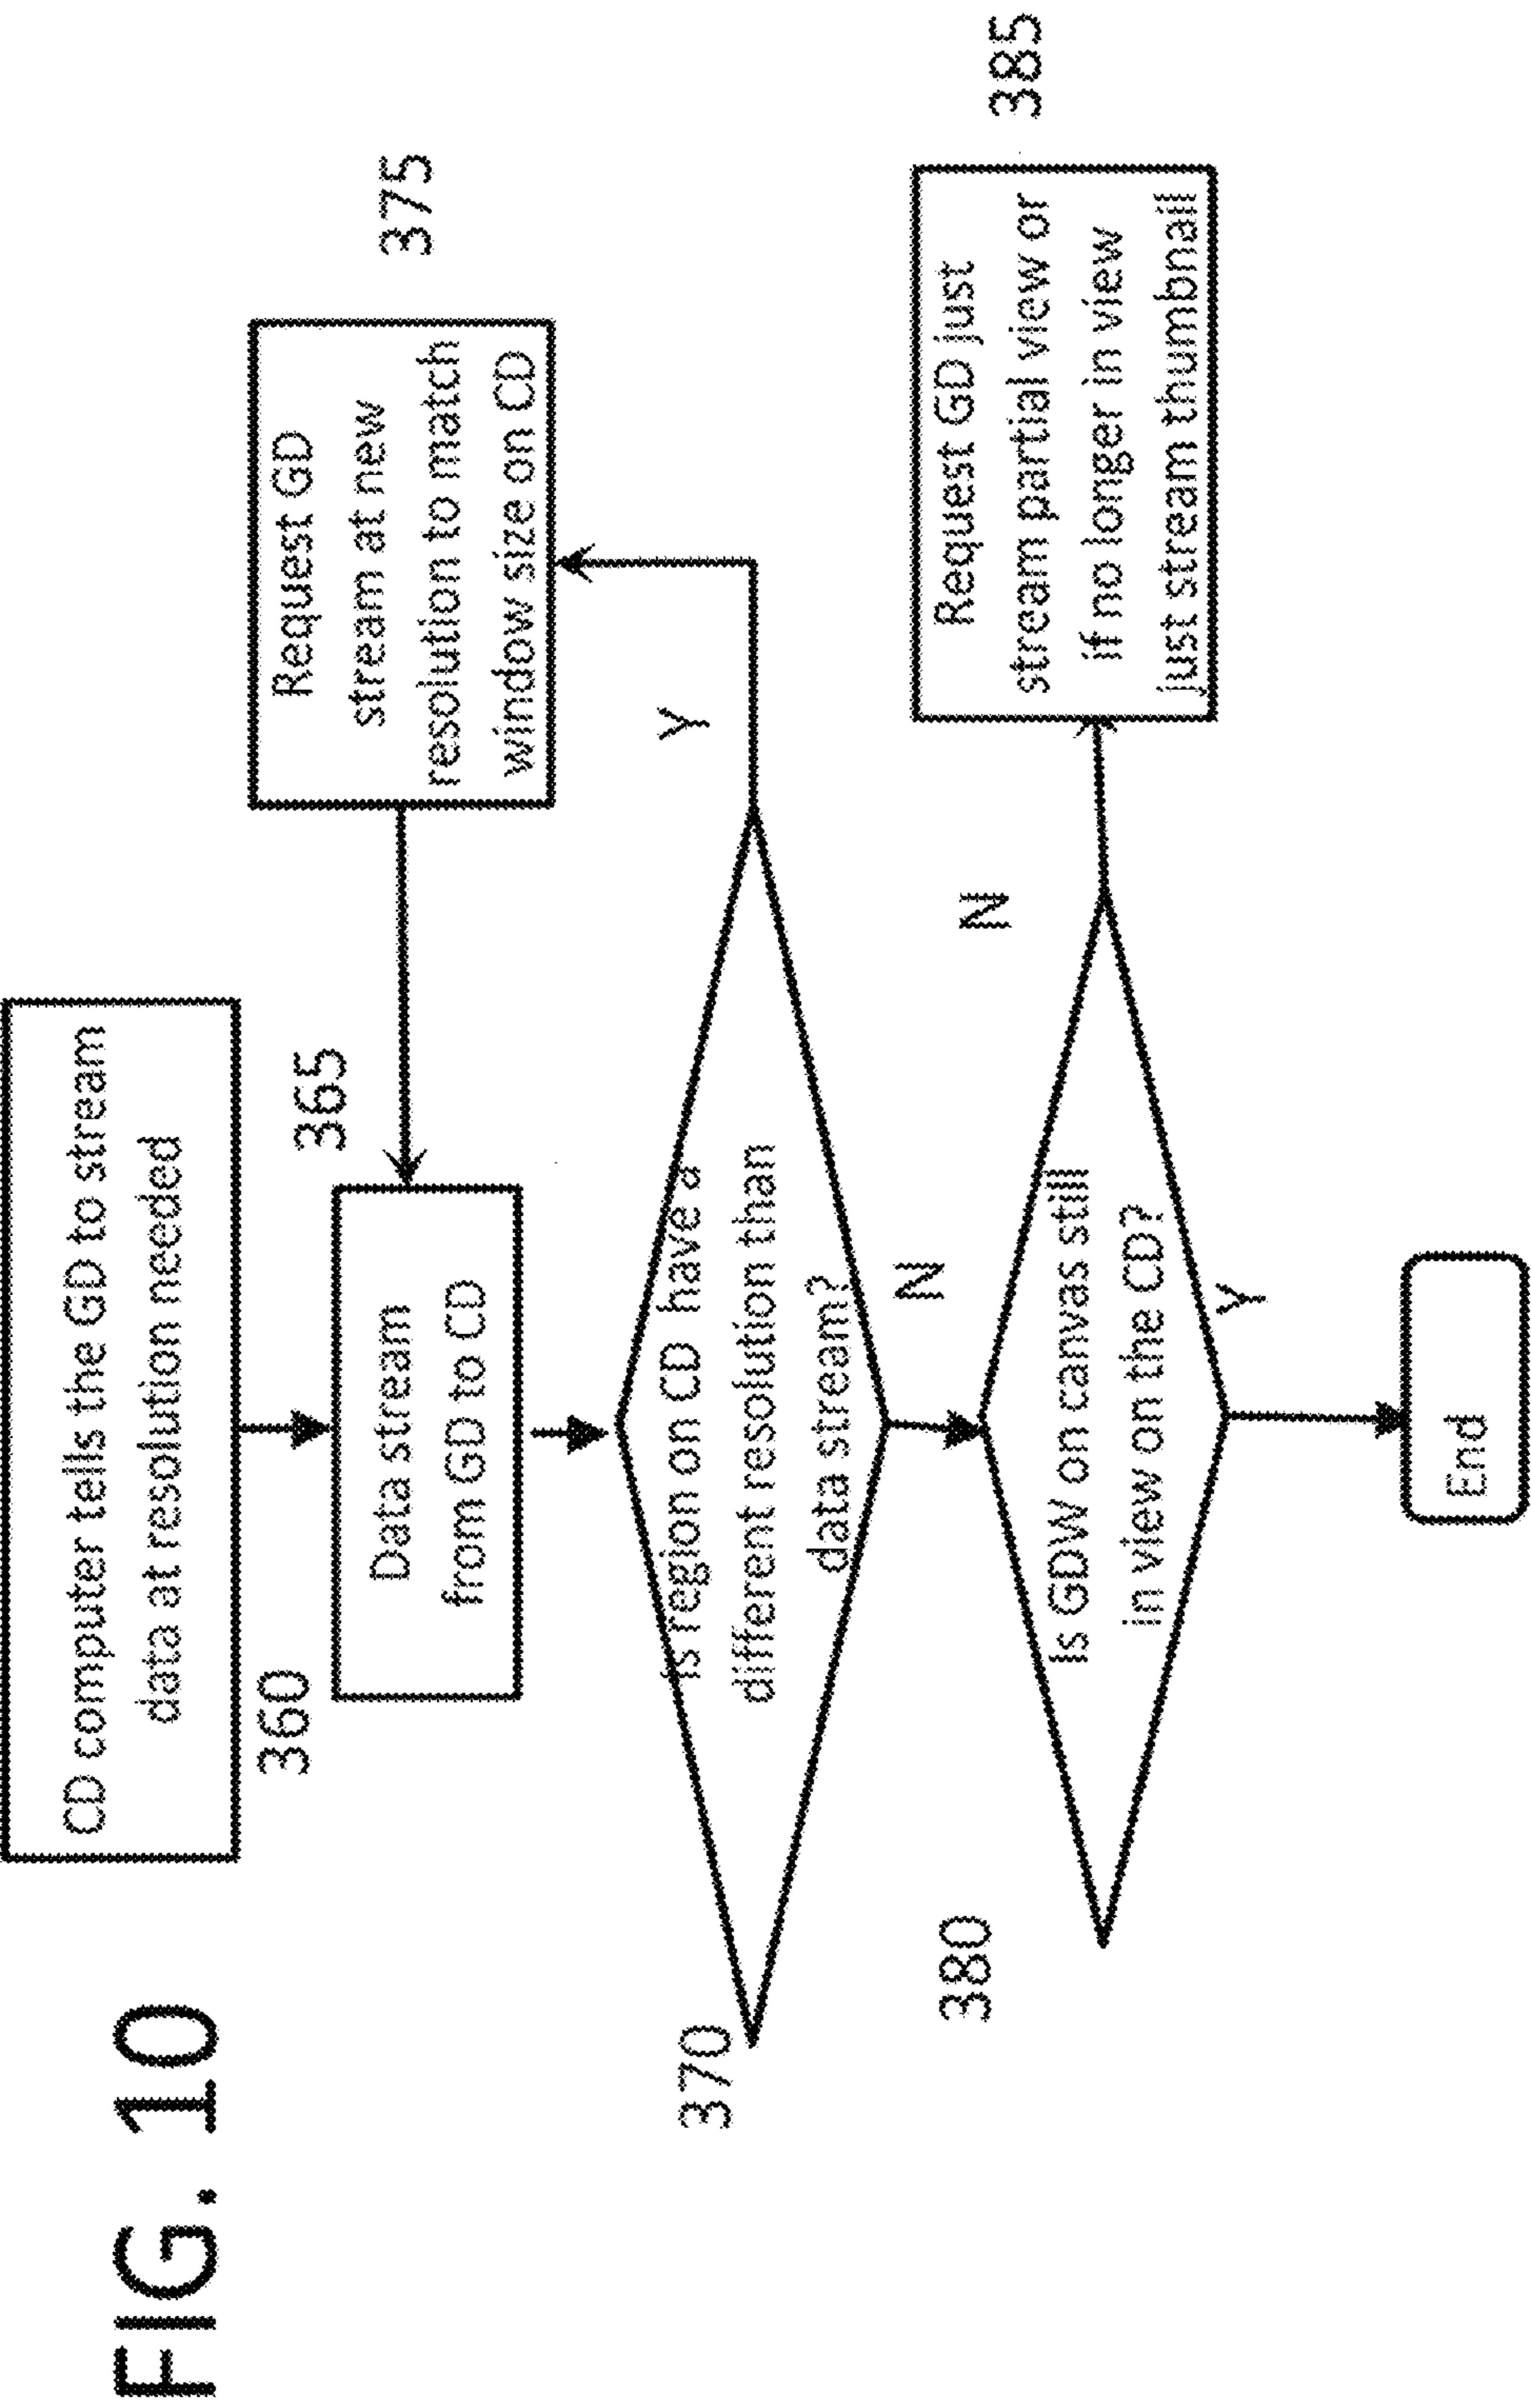 FIG. 10
CD computer tells the GD to stream
data at resolution needed
360
365
Data stream
from GD to CD
375
Request GD
stream at new
resolution to match
window size on CD
370
Is region on CD have a
different resolution than
data stream?
Y
N
380
Is GDW on canvas still
in view on the CD?
N
Y
385
Request GD just
stream partial view or
if no longer in view
just stream thumbnail
End